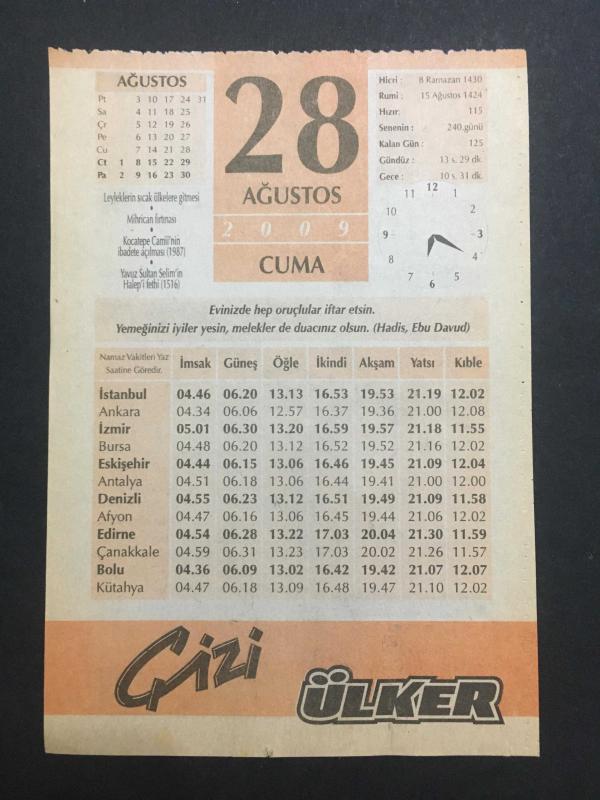 AĞUSTOS
Pt 3 10 17 24 31
Sa 4 11 18 25
Çr 5 12 19 26
Pe 6 13 20 27
Cu 7 14 21 28
Ct 1 8 15 22 29
Pa 2 9 16 23 30
Leyleklerin sıcak ülkelere gitmesi
Mihrican fırtınası
Kocatepe Camii'nin
ibadete açılması (1987)
Yavuz Sultan Selim'in
Halep'i fethi (1516)
28
AĞUSTOS
2009
CUMA
Hicri : 8 Ramazan 1430
Rumi : 15 Ağustos 1424
Hızır: 115
Senenin : 240.günü
Kalan Gün : 125
Gündüz : 13 s. 29 dk.
Gece : 10 s. 31 dk.
11 12
10 2
9 3
8 4
7 6 5
Evinizde hep oruçlular iftar etsin.
Yemeğinizi iyiler yesin, melekler de duacınız olsun. (Hadis, Ebu Davud)
Namaz Vakitleri Yaz
Saatine Göredir.
İmsak Güneş Öğle İkindi Akşam Yatsı Kıble
İstanbul 04.46 06.20 13.13 16.53 19.53 21.19 12.02
Ankara 04.34 06.06 12.57 16.37 19.36 21.00 12.08
İzmir 05.01 06.30 13.20 16.59 19.57 21.18 11.55
Bursa 04.48 06.20 13.12 16.52 19.52 21.16 12.02
Eskişehir 04.44 06.15 13.06 16.46 19.45 21.09 12.04
Antalya 04.51 06.18 13.06 16.44 19.41 21.00 12.00
Denizli 04.55 06.23 13.12 16.51 19.49 21.09 11.58
Afyon 04.47 06.16 13.06 16.45 19.44 21.06 12.02
Edirne 04.54 06.28 13.22 17.03 20.04 21.30 11.59
Çanakkale 04.59 06.31 13.23 17.03 20.02 21.26 11.57
Bolu 04.36 06.09 13.02 16.42 19.42 21.07 12.07
Kütahya 04.47 06.18 13.09 16.48 19.47 21.10 12.02
Çizi
ÜLKER